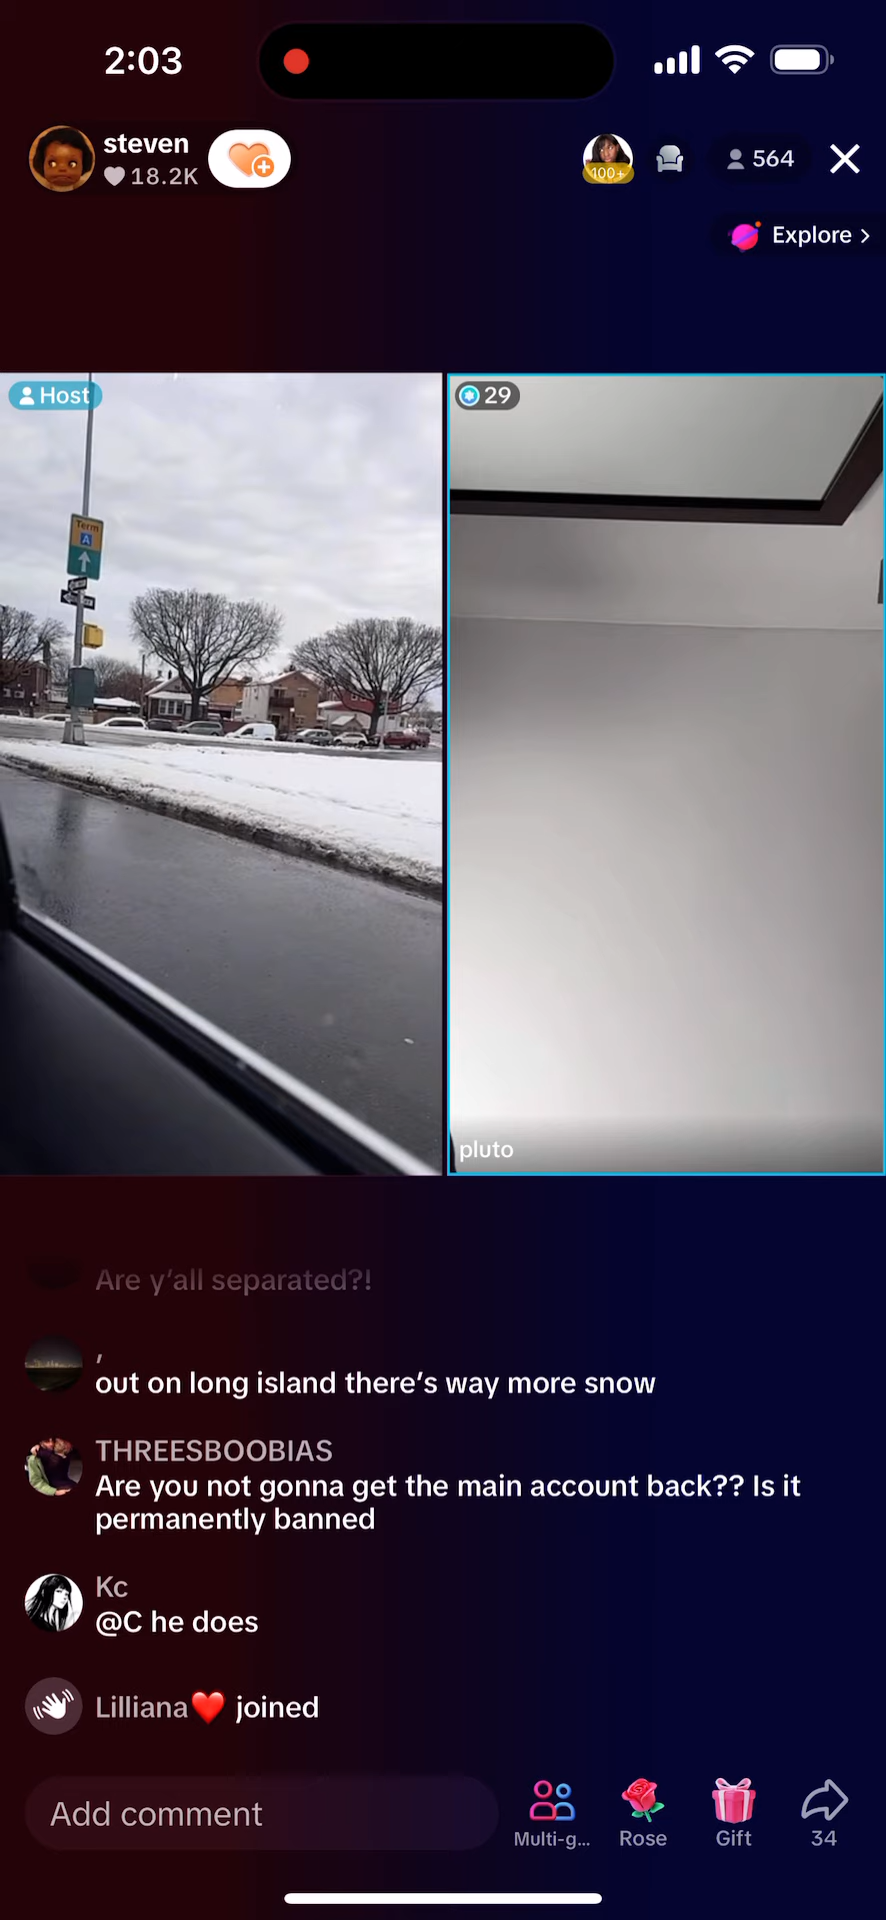 2:03
steven
18.2K
100+
564
Explore >
Host
29
Term
A
pluto
Are y'all separated?!
,
out on long island there's way more snow
THREESBOOBIAS
Are you not gonna get the main account back?? Is it
permanently banned
Kc
@C he does
Lilliana❤️ joined
Add comment
Multi-g...
Rose
Gift
34